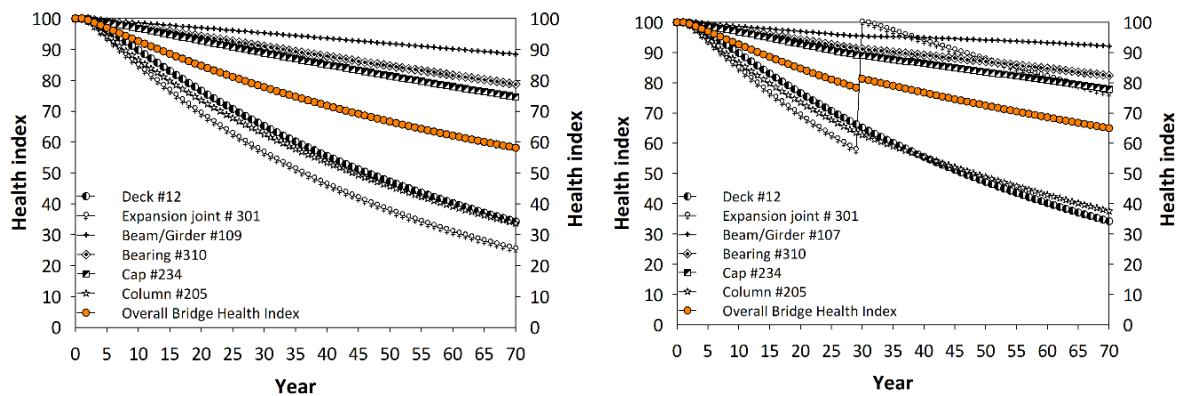 100
90
80
70
60
50
40
30
20
10
0
Health index
100
90
80
70
60
50
40
30
20
10
0
Health index
Deck #12
Expansion joint # 301
Beam/Girder #109
Bearing #310
Cap #234
Column #205
Overall Bridge Health Index
0 5 10 15 20 25 30 35 40 45 50 55 60 65 70
Year
100
90
80
70
60
50
40
30
20
10
0
Health index
100
90
80
70
60
50
40
30
20
10
0
Health index
Deck #12
Expansion joint # 301
Beam/Girder #107
Bearing #310
Cap #234
Column #205
Overall Bridge Health Index
0 5 10 15 20 25 30 35 40 45 50 55 60 65 70
Year